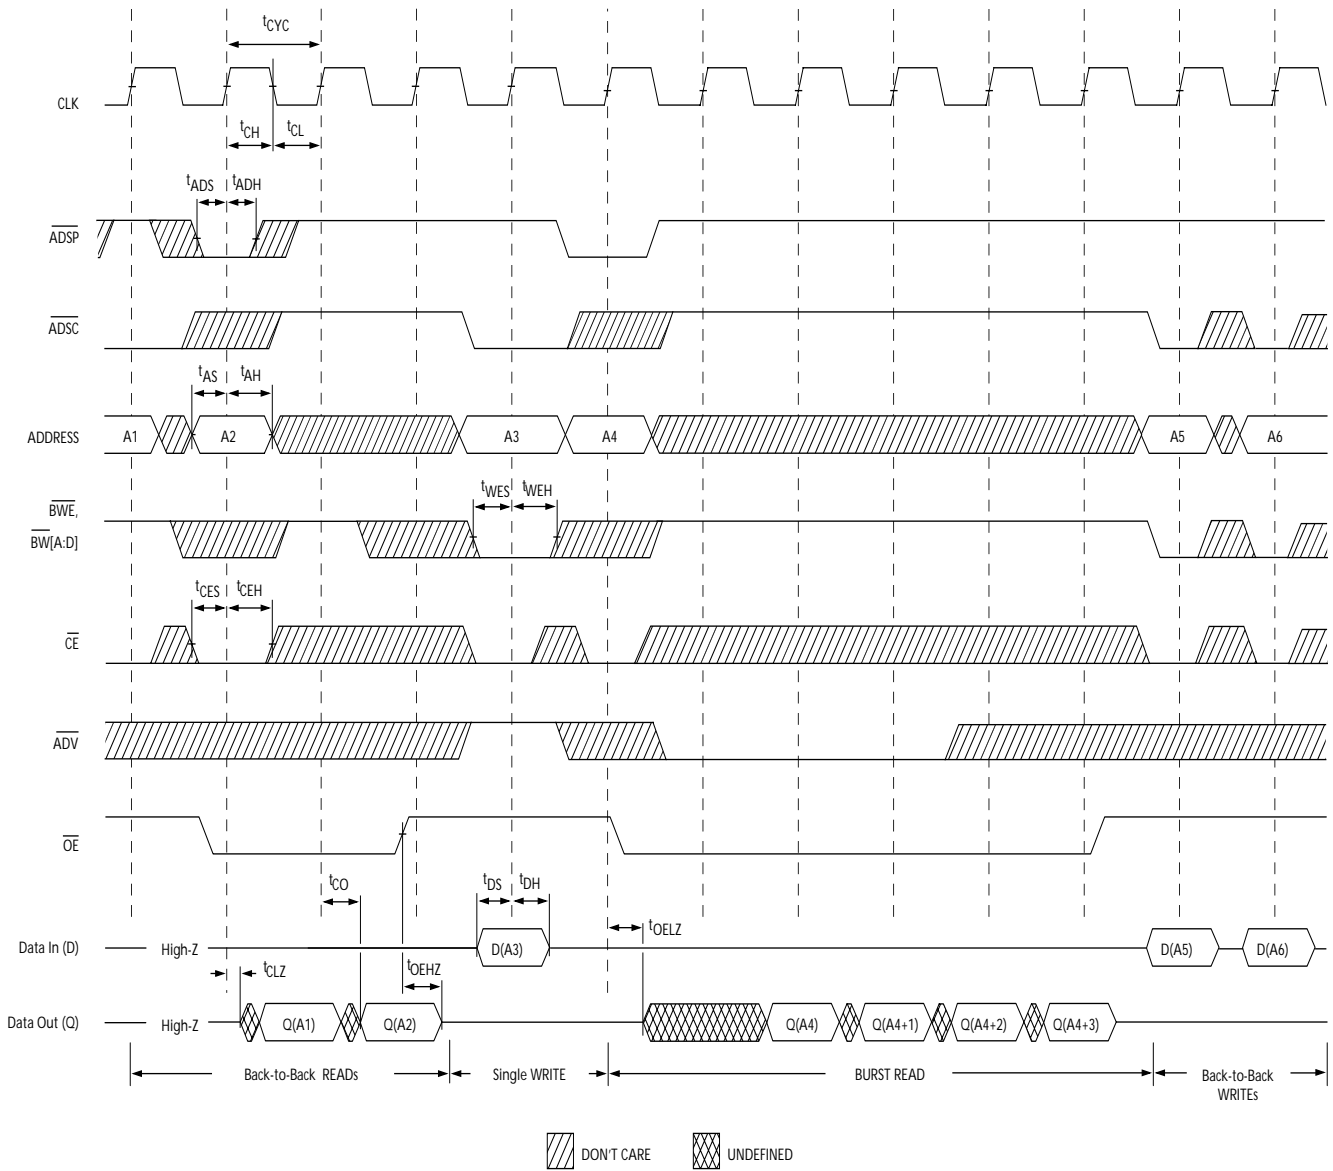 tCYC
CLK
tCH tCL
tADS tADH
ADSP
ADSC
tAS tAH
ADDRESS A1 A2 A3 A4 A5 A6
tWES tWEH
BWE,
BW[A:D]
tCES tCEH
CE
ADV
OE
tCO tDS tDH
tOELZ
Data In (D) High-Z D(A3) D(A5) D(A6)
tCLZ tOEHZ
Data Out (Q) High-Z Q(A1) Q(A2) Q(A4) Q(A4+1) Q(A4+2) Q(A4+3)
Back-to-Back READs Single WRITE BURST READ Back-to-Back
WRITEs
DON'T CARE UNDEFINED